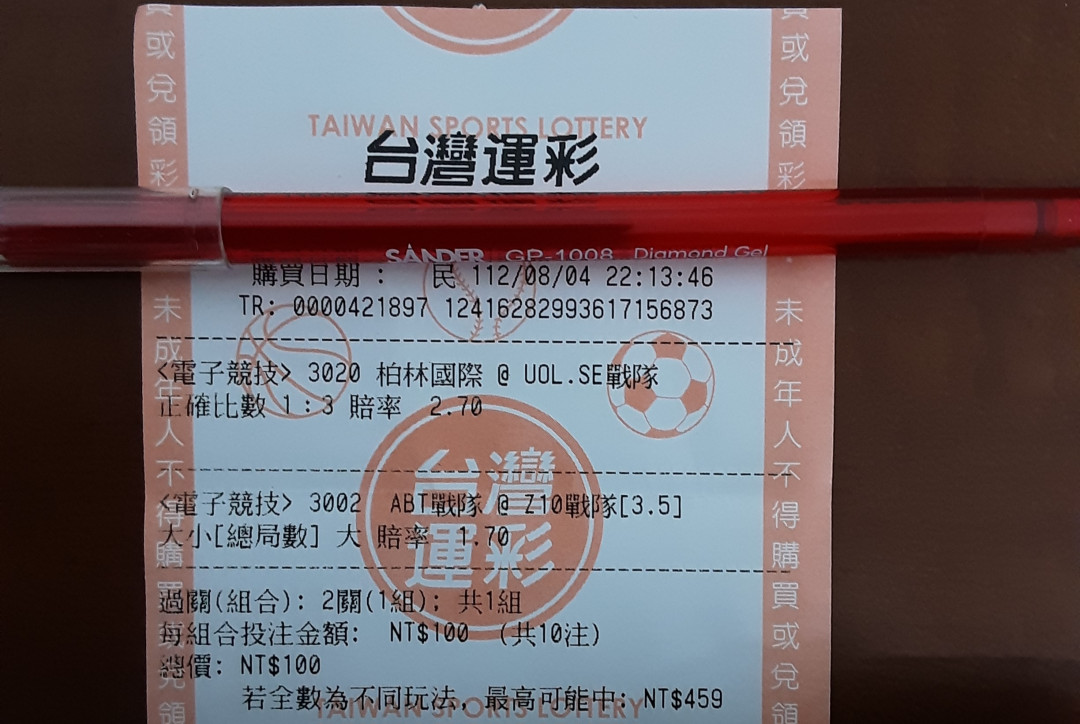 TAIWAN SPORTS LOTTERY
台灣運彩
SANDER GP-1008 Diamond Gel
購買日期： 民 112/08/04 22:13:46
TR: 0000421897 124162829936171​56873
<電子競技> 3020 柏林國際 @ UOL.SE戰隊
正確比數 1：3 賠率 2.70
台灣運彩
<電子競技> 3002 ABT戰隊 @ Z10戰隊[3.5]
大小[總局數] 大 賠率 1.70
過關(組合): 2關(1組); 共1組
每組合投注金額: NT$100 (共10注)
總價: NT$100
若全數為不同玩法, 最高可能中: NT$459
TAIWAN SPORTS LOTTERY
買或兌領彩
未成年人不得購買或兌領
買或兌領彩
未成年人不得購買或兌領